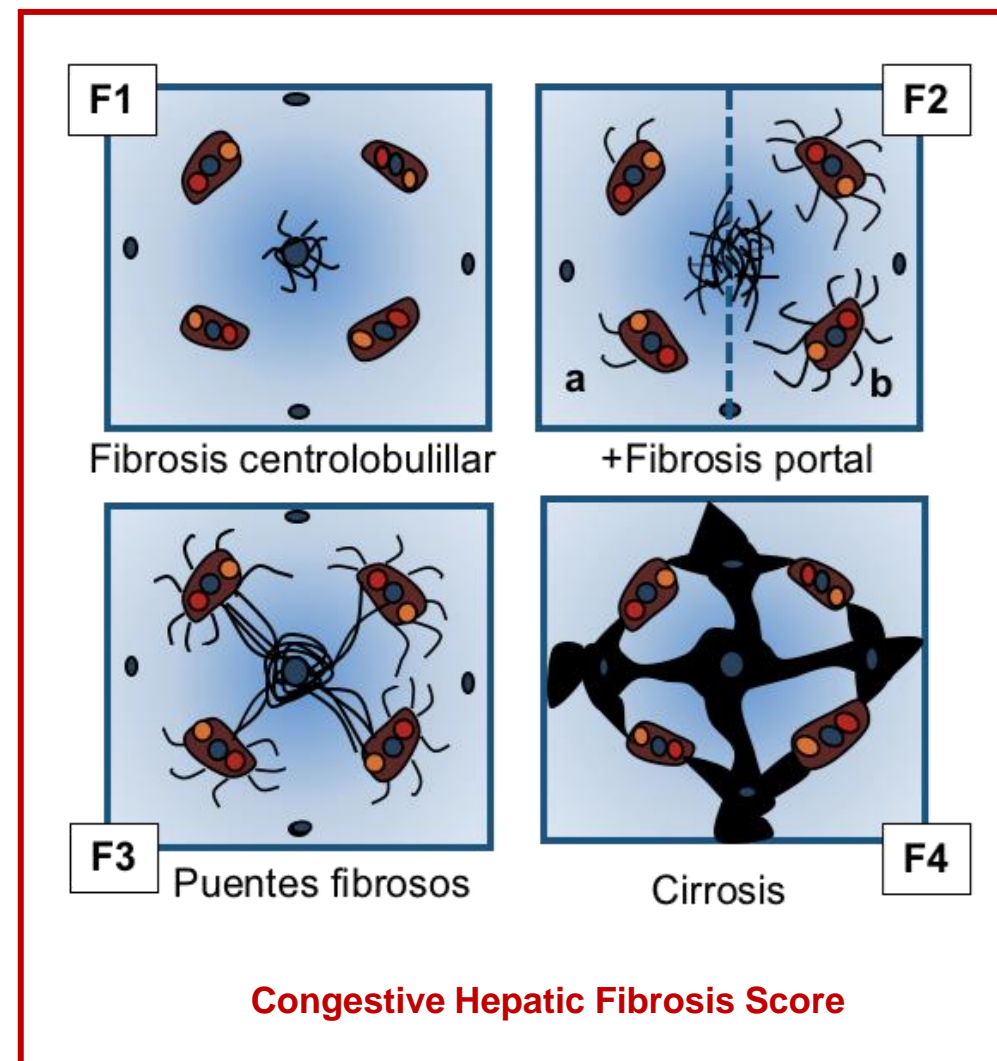 F1
F2
a
b
Fibrosis centrolobulillar
+Fibrosis portal
F3
F4
Puentes fibrosos
Cirrosis
Congestive Hepatic Fibrosis Score